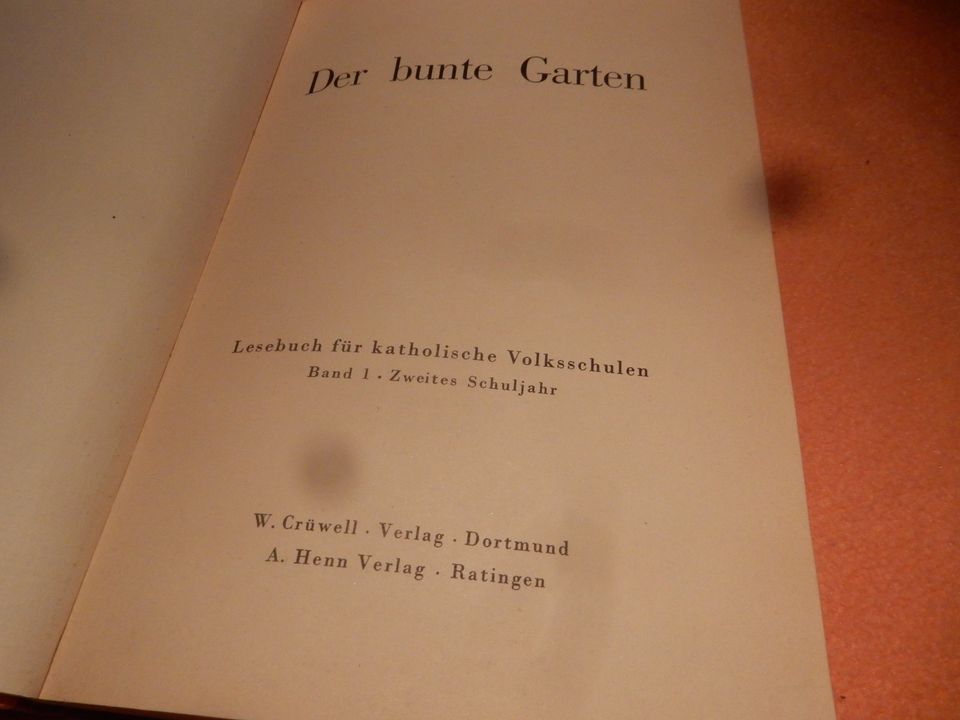 Der bunte Garten
Lesebuch für katholische Volksschulen
Band 1 · Zweites Schuljahr
W. Crüwell · Verlag · Dortmund
A. Henn Verlag · Ratingen